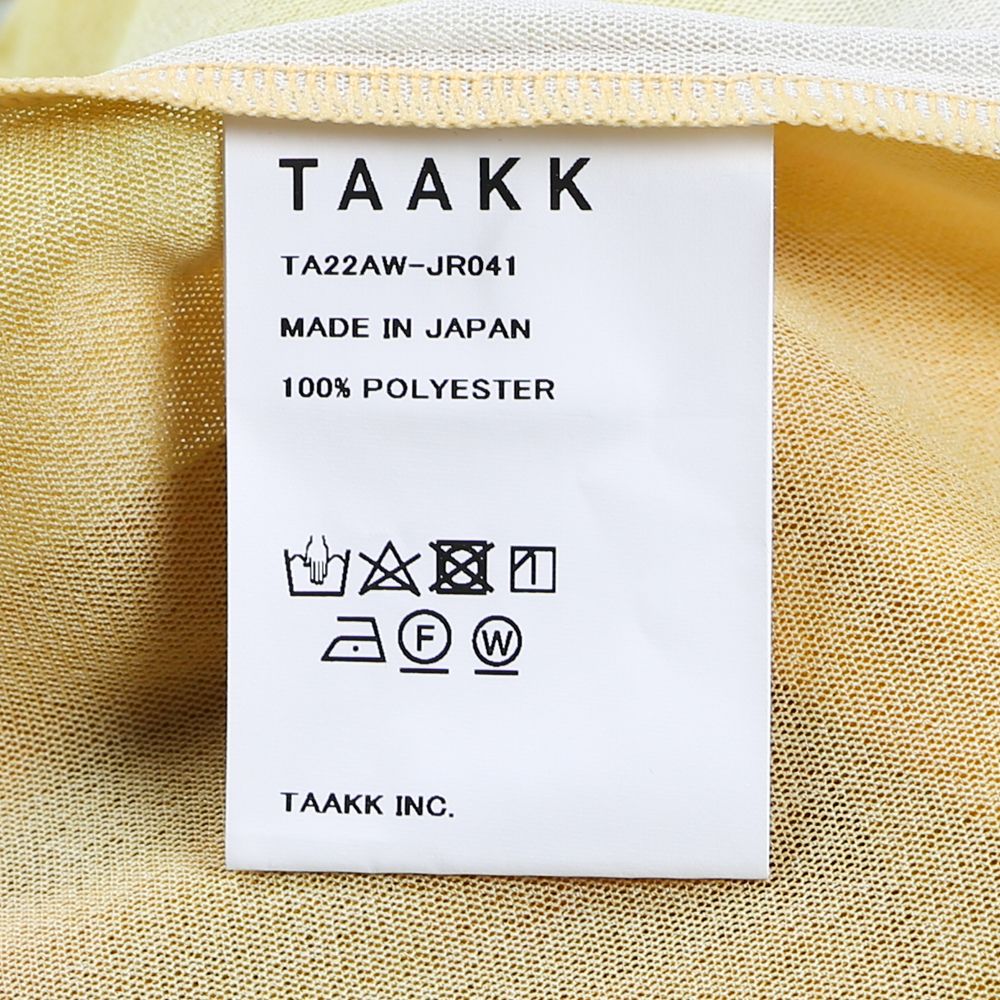 TAAKK
TA22AW-JR041
MADE IN JAPAN
100% POLYESTER
F W
TAAKK INC.